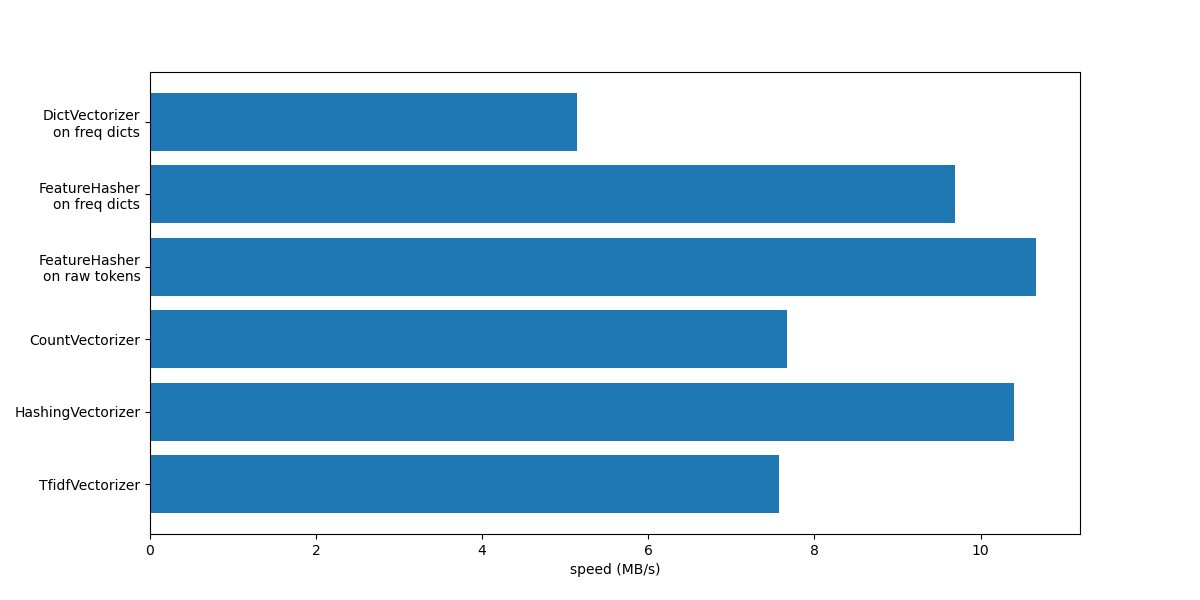 DictVectorizer
on freq dicts
FeatureHasher
on freq dicts
FeatureHasher
on raw tokens
CountVectorizer
HashingVectorizer
TfidfVectorizer
0 2 4 6 8 10
speed (MB/s)